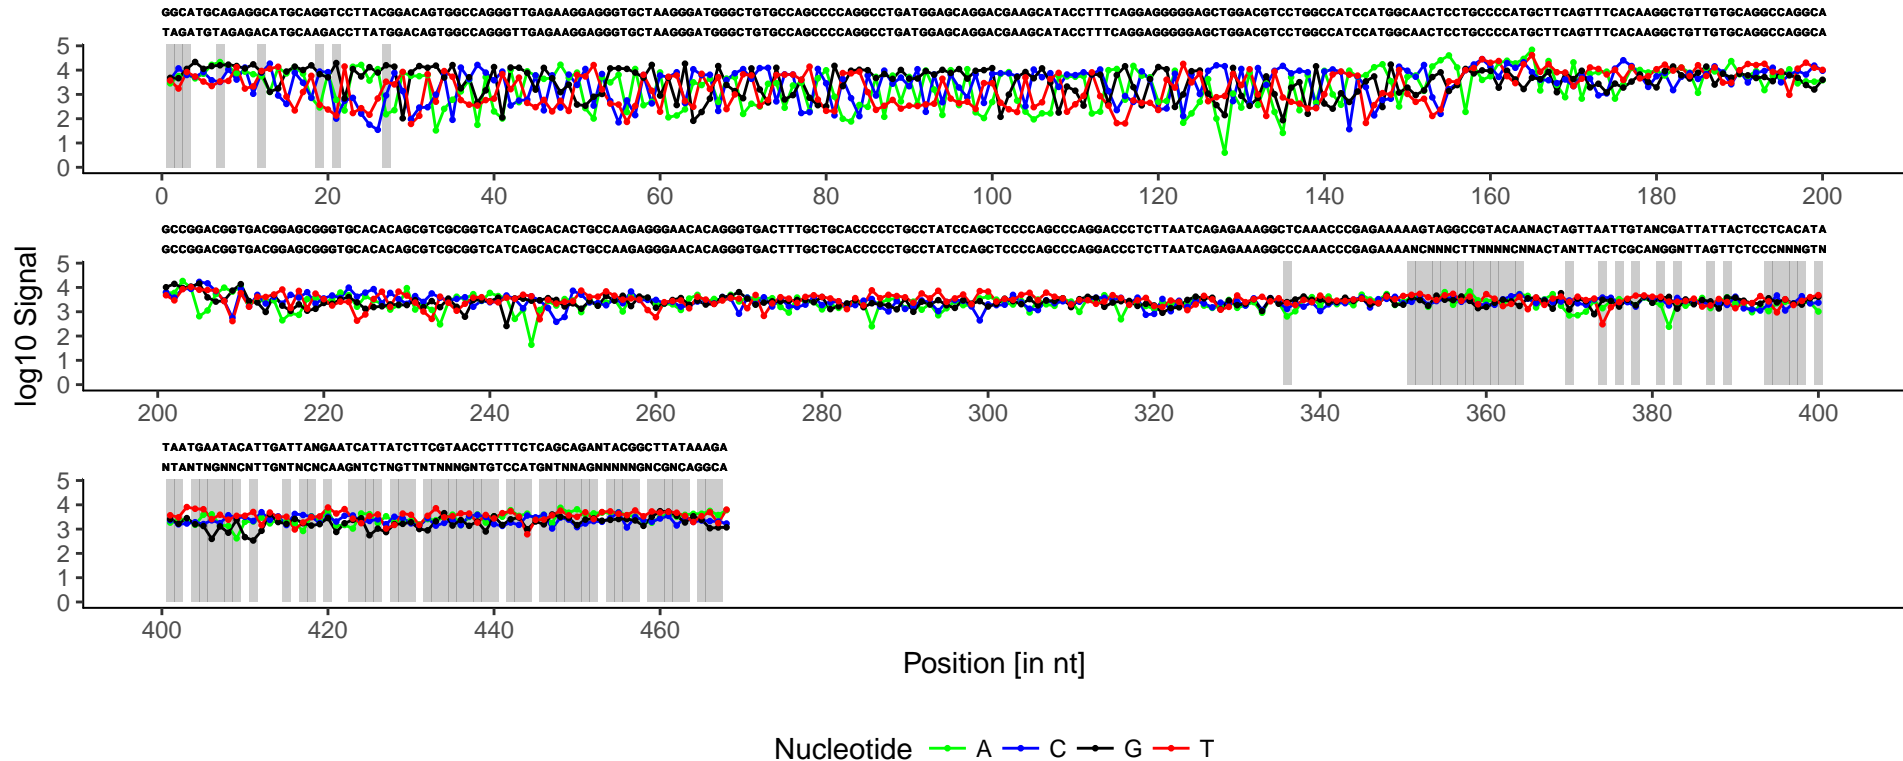 GGCATGCAGAGGCATGCAGGTCCTTACGGACAGTGGCCAGGGTTGAGAAGGAGGGTGCTAAGGGATGGGCTGTGCCAGCCCCAGGCCTGATGGAGCAGGACGAAGCATACCTTTCAGGAGGGGGAGCTGGACGTCCTGGCCATCCATGGCAACTCCTGCCCCATGCTTCAGTTTCACAAGGCTGTTGTGCAGGCCAGGCA
TAGATGTAGAGACATGCAAGACCTTATGGACAGTGGCCAGGGTTGAGAAGGAGGGTGCTAAGGGATGGGCTGTGCCAGCCCCAGGCCTGATGGAGCAGGACGAAGCATACCTTTCAGGAGGGGGAGCTGGACGTCCTGGCCATCCATGGCAACTCCTGCCCCATGCTTCAGTTTCACAAGGCTGTTGTGCAGGCCAGGCA
5
4
3
2
1
0
0 20 40 60 80 100 120 140 160 180 200
GCCGGACGGTGACGGAGCGGGTGCACACAGCGTCGCGGTCATCAGCACACTGCCAAGAGGGAACACAGGGTGACTTTGCTGCACCCCCTGCCTATCCAGCTCCCCAGCCCAGGACCCTCTTAATCAGAGAAAGGCTCAAACCCGAGAAAAAGTAGGCCGTACAANACTAGTTAATTGTANCGATTATTACTCCTCACATA
GCCGGACGGTGACGGAGCGGGTGCACACAGCGTCGCGGTCATCAGCACACTGCCAAGAGGGAACACAGGGTGACTTTGCTGCACCCCCTGCCTATCCAGCTCCCCAGCCCAGGACCCTCTTAATCAGAGAAAGGCCCAAACCCGAGAAAANCNNNCTTNNNNCNNACTANTTACTCGCANGGNTTAGTTCTCCCNNNGTN
log10 Signal
5
4
3
2
1
0
200 220 240 260 280 300 320 340 360 380 400
TAATGAATACATTGATTANGAATCATTATCTTCGTAACCTTTTCTCAGCAGANTACGGCTTATAAAGA
NTANTNGNNCNTTGNTNCNCAAGNTCTNGTTNTNNNGNTGTCCATGNTNNAGNNNNNGNCGNCAGGCA
5
4
3
2
1
0
400 420 440 460
Position [in nt]
Nucleotide A C G T